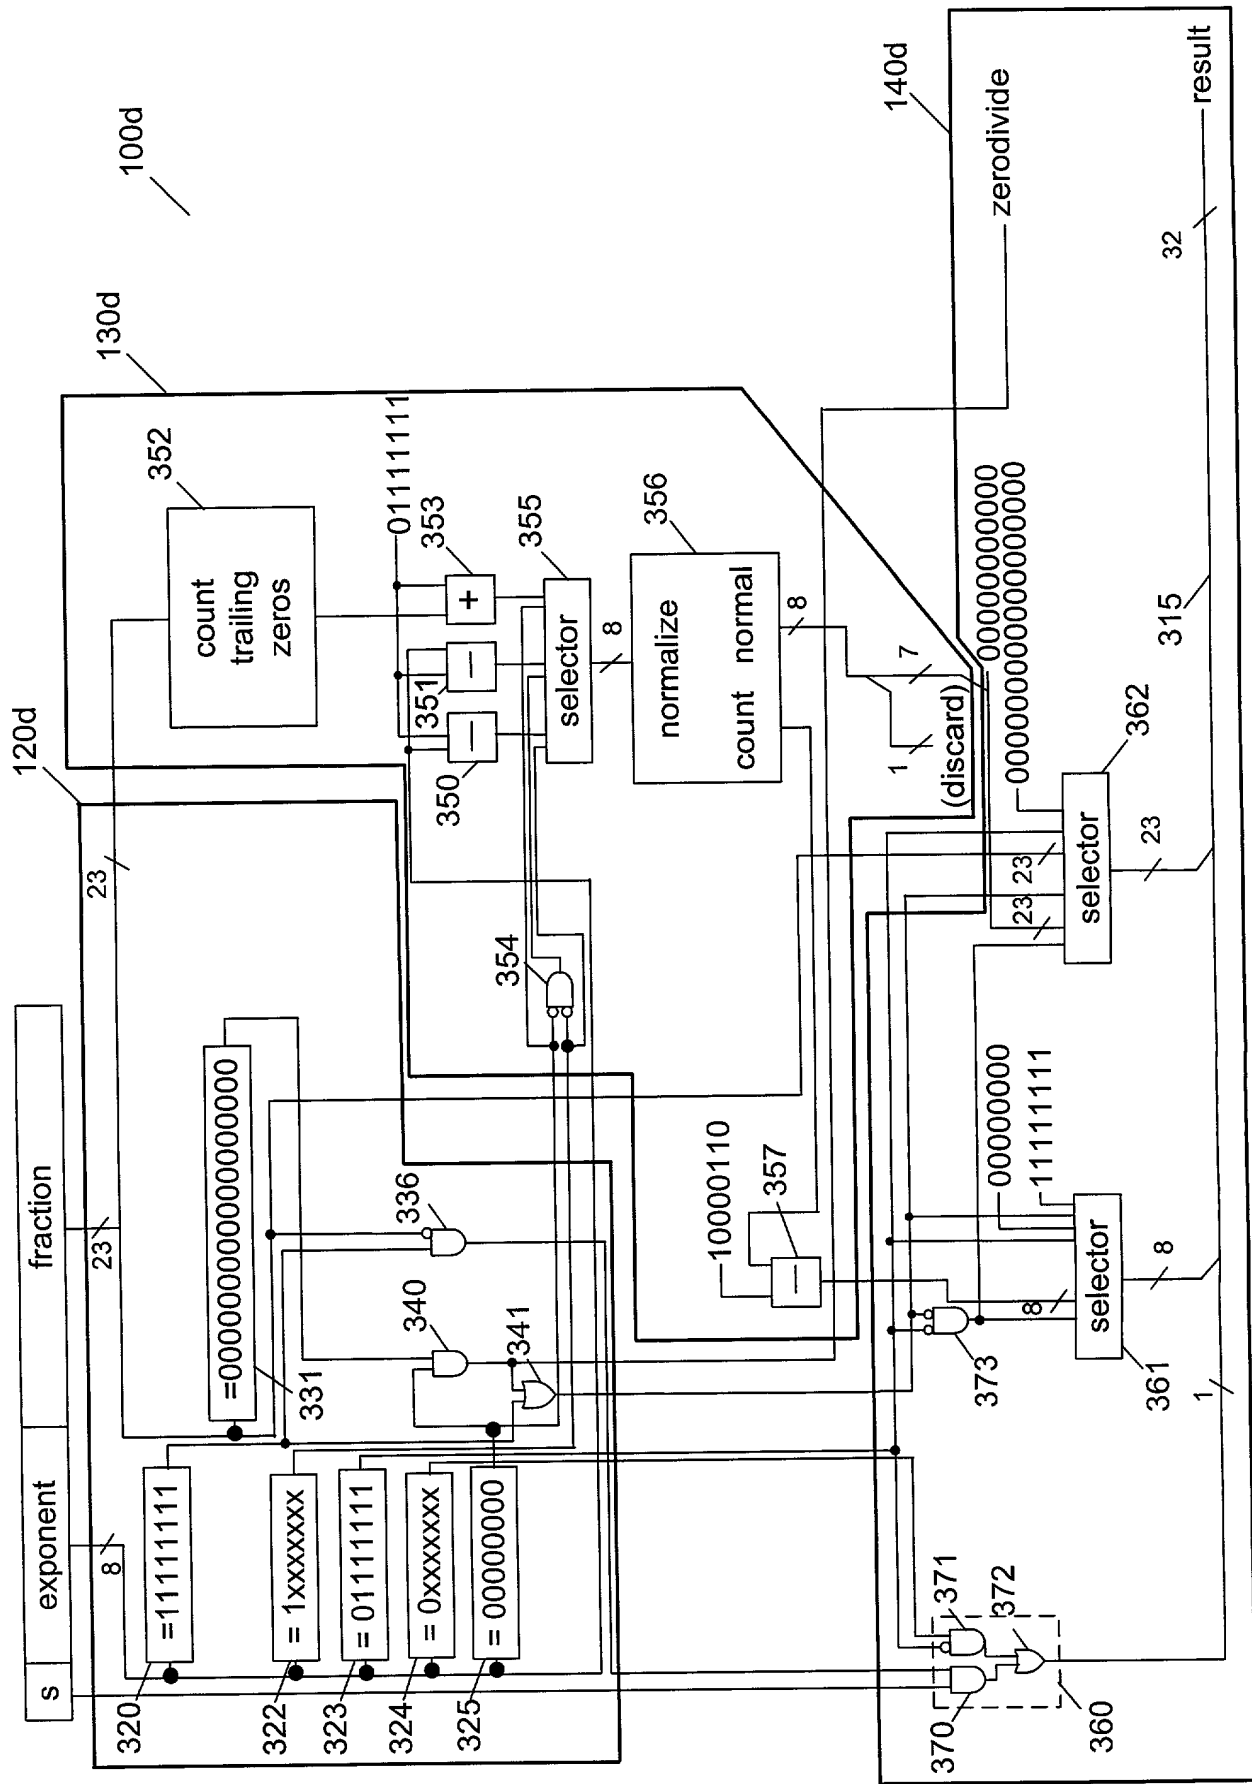 100d
s
exponent
fraction
120d
130d
8
23
23
320
=11111111
322
= 1xxxxxxx
323
= 01111111
324
= 0xxxxxxx
325
= 00000000
=00000000000000000000000
331
340
341
336
354
count
trailing
zeros
352
01111111
350
351
353
−
−
+
selector
355
8
normalize
count normal
356
8
7
1
(discard)
10000110
−
357
140d
zerodivide
370
371
372
360
373
00000000
11111111
8
selector
361
8
00000000000000
00000000000000000000000
23
23
selector
362
23
1
315
32
result